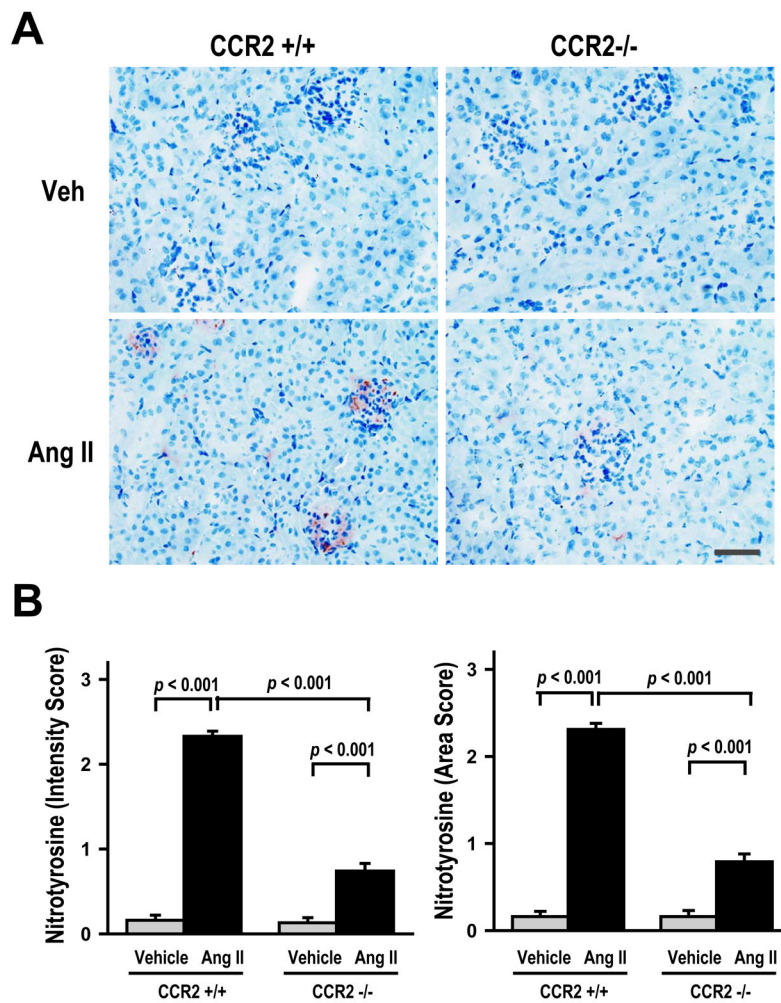 A
CCR2 +/+
CCR2-/-
Veh
Ang II
B
Nitrotyrosine (Intensity Score)
3
2
1
0
p < 0.001
p < 0.001
p < 0.001
Vehicle Ang II Vehicle Ang II
CCR2 +/+ CCR2 -/-
Nitrotyrosine (Area Score)
3
2
1
0
p < 0.001
p < 0.001
p < 0.001
Vehicle Ang II Vehicle Ang II
CCR2 +/+ CCR2 -/-